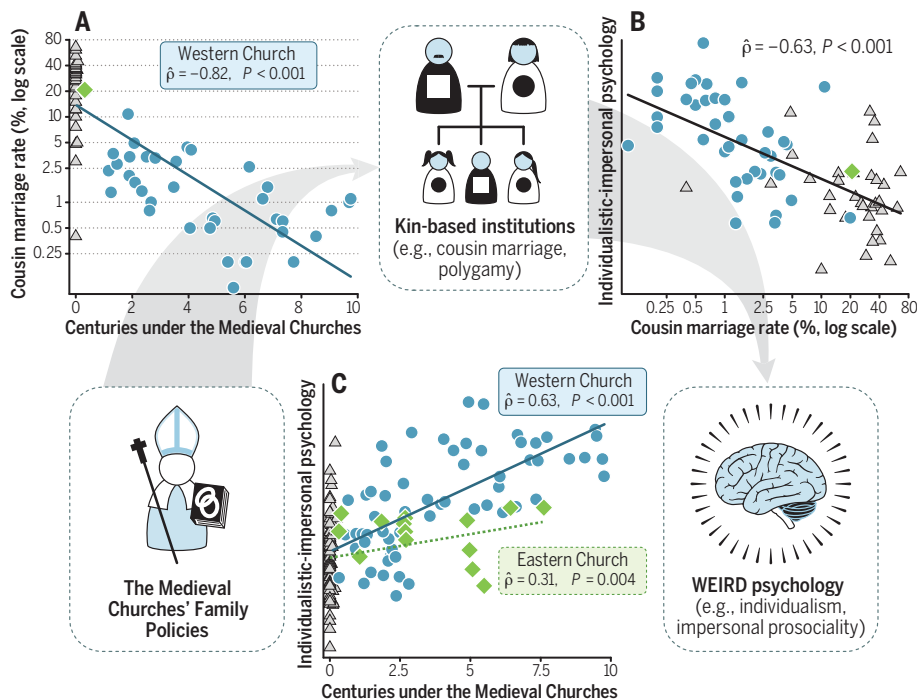 A
Cousin marriage rate (%, log scale)
80
40
20
10
5
2.5
1
0.5
0.25
Western Church
ρ̂ = –0.82, P < 0.001
0 2 4 6 8 10
Centuries under the Medieval Churches
Kin-based institutions
(e.g., cousin marriage,
polygamy)
B
Individualistic-impersonal psychology
ρ̂ = –0.63, P < 0.001
0.25 0.5 1 2.5 5 10 20 40 80
Cousin marriage rate (%, log scale)
The Medieval
Churches’ Family
Policies
C
Individualistic-impersonal psychology
Western Church
ρ̂ = 0.63, P < 0.001
Eastern Church
ρ̂ = 0.31, P = 0.004
0 2.5 5 7.5 10
Centuries under the Medieval Churches
WEIRD psychology
(e.g., individualism,
impersonal prosociality)